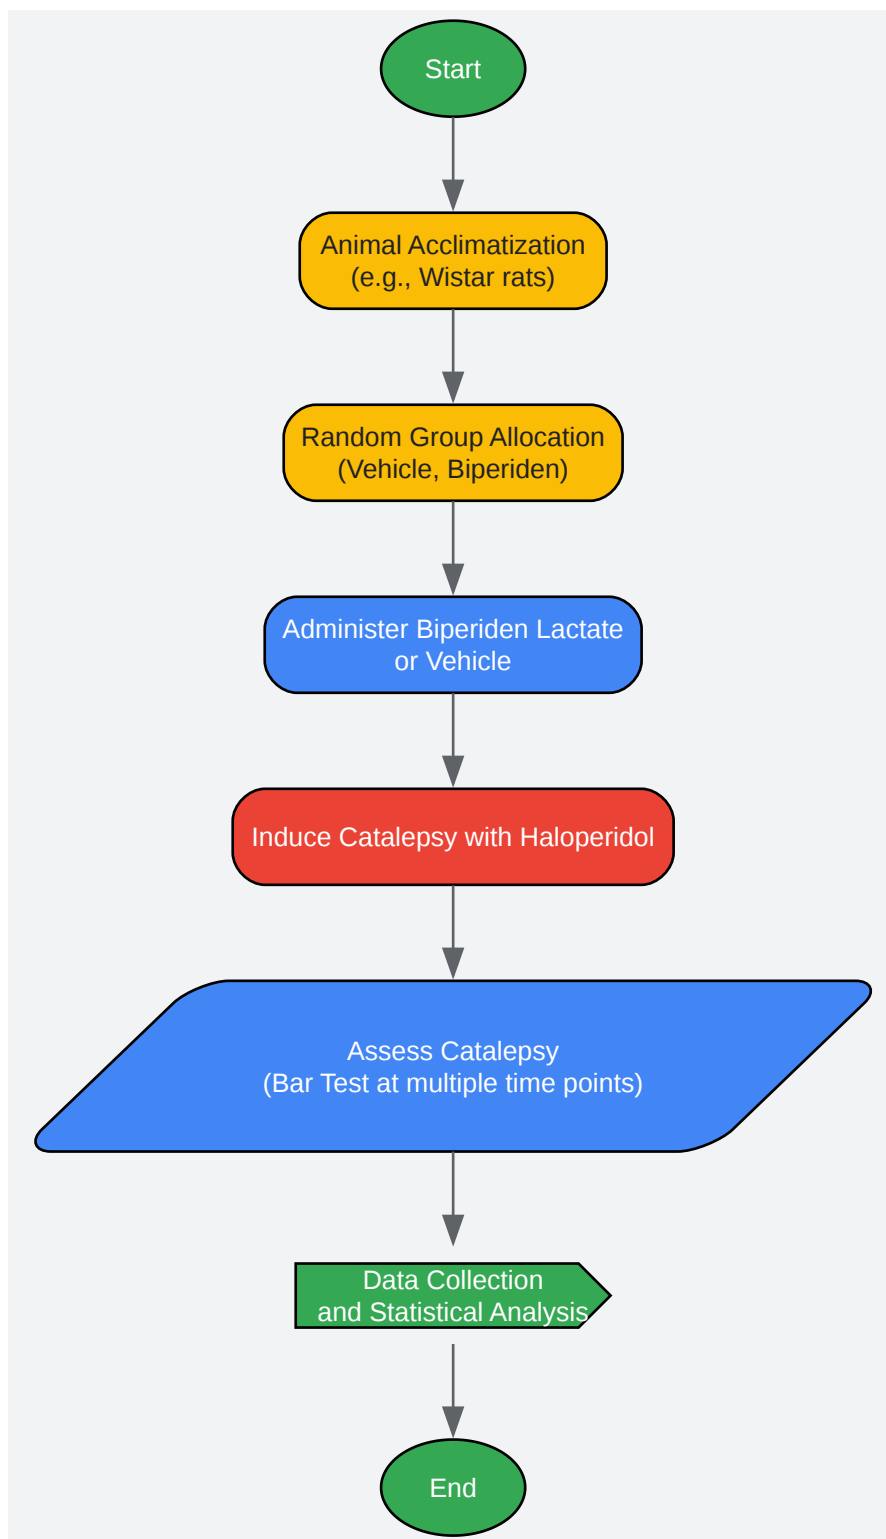 Start
Animal Acclimatization
(e.g., Wistar rats)
Random Group Allocation
(Vehicle, Biperiden)
Administer Biperiden Lactate
or Vehicle
Induce Catalepsy with Haloperidol
Assess Catalepsy
(Bar Test at multiple time points)
Data Collection
and Statistical Analysis
End